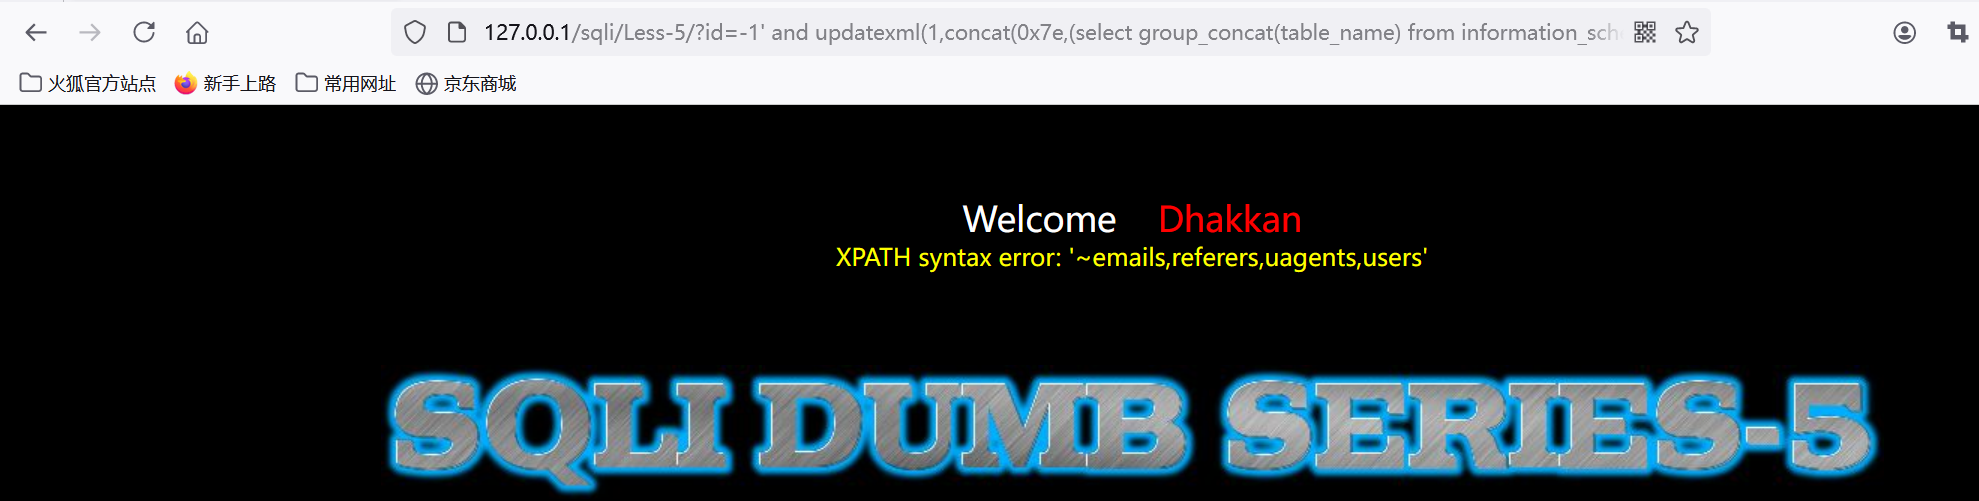 127.0.0.1/sqli/Less-5/?id=-1' and updatexml(1,concat(0x7e,(select group_concat(table_name) from information_sch
火狐官方站点 新手上路 常用网址 京东商城
Welcome Dhakkan
XPATH syntax error: '~emails,referers,uagents,users'
SQLI DUMB SERIES-5